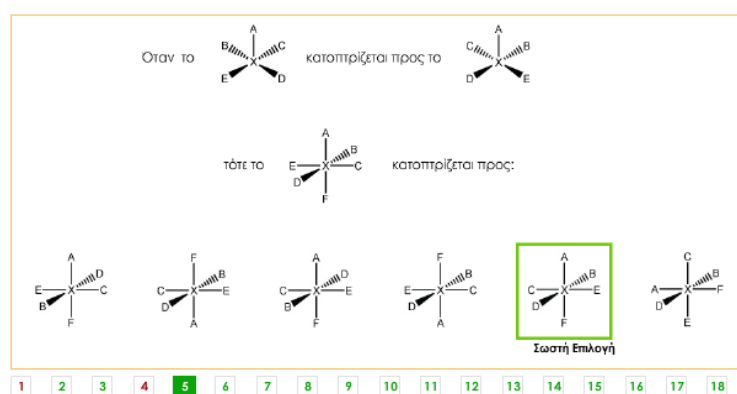 A
B C
Όταν το X κατοπτρίζεται προς το
E D
A
C B
X
D E
A
B
τότε το E X C κατοπτρίζεται προς:
D
F
A F A F A C
D B D B B B
E X C C X E C X E E X C C X E A X F
B D B D D D
F A F A F E
Σωστή Επιλογή
1 2 3 4 5 6 7 8 9 10 11 12 13 14 15 16 17 18